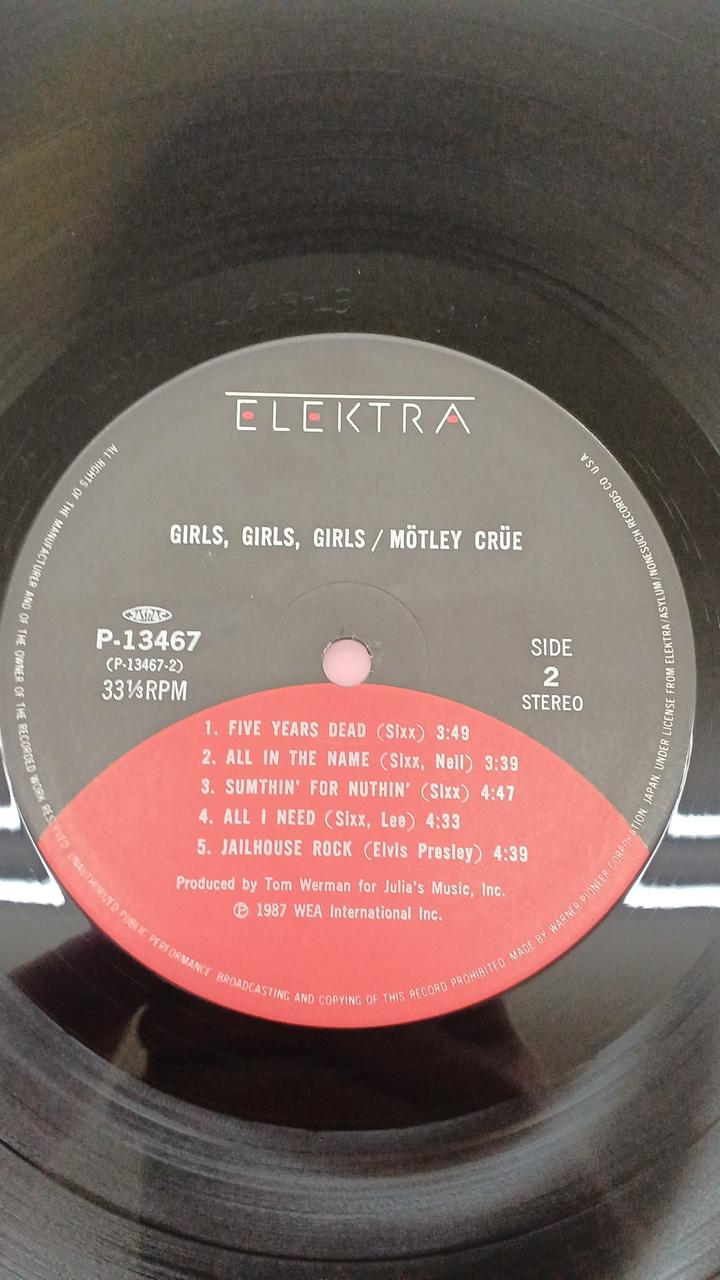 ELEKTRA
GIRLS, GIRLS, GIRLS / MÖTLEY CRÜE
JASRAC
P-13467
(P-13467-2)
33⅓RPM
SIDE
2
STEREO
1. FIVE YEARS DEAD (Sixx) 3:49
2. ALL IN THE NAME (Sixx, Neil) 3:39
3. SUMTHIN' FOR NUTHIN' (Sixx) 4:47
4. ALL I NEED (Sixx, Lee) 4:33
5. JAILHOUSE ROCK (Elvis Presley) 4:39
Produced by Tom Werman for Julia's Music, Inc.
Ⓟ 1987 WEA International Inc.
ALL RIGHTS OF THE MANUFACTURER AND OF THE OWNER OF THE RECORDED WORK RESERVED UNAUTHORIZED PUBLIC PERFORMANCE BROADCASTING AND COPYING OF THIS RECORD PROHIBITED MADE BY WARNER-PIONEER CORPORATION, JAPAN. UNDER LICENSE FROM ELEKTRA/ASYLUM/NONESUCH RECORDS CO USA